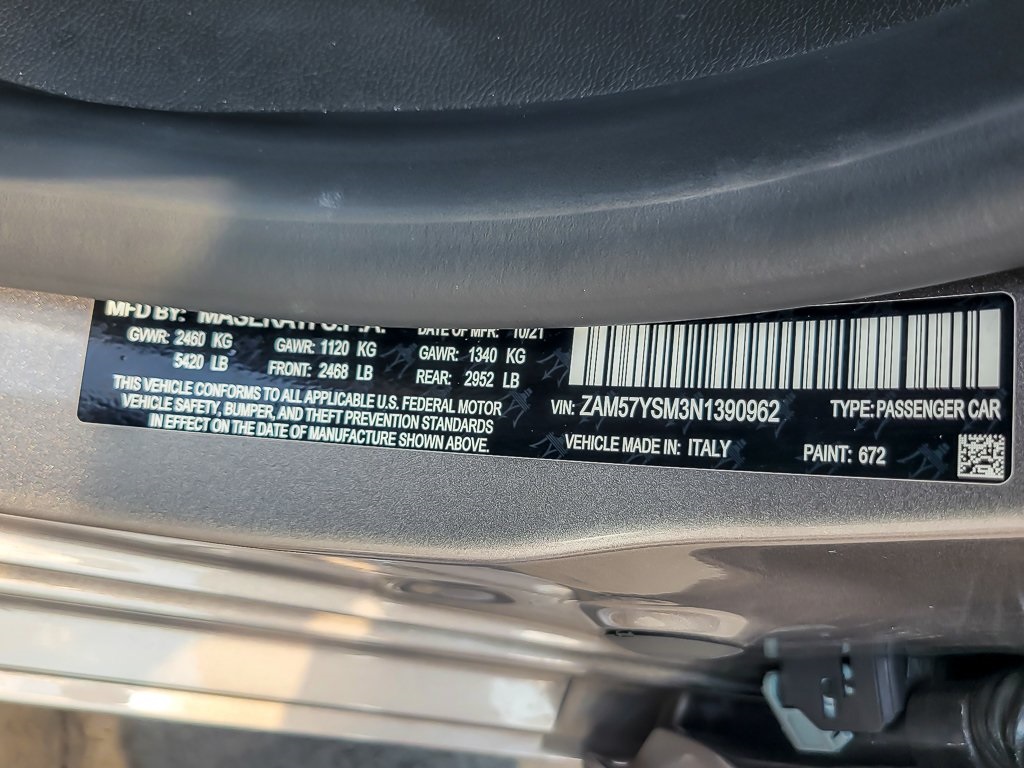 MFD BY: MASERATI S.P.A. DATE OF MFR: 10/21
GVWR: 2460 KG GAWR: 1120 KG GAWR: 1340 KG
5420 LB FRONT: 2468 LB REAR: 2952 LB
THIS VEHICLE CONFORMS TO ALL APPLICABLE U.S. FEDERAL MOTOR
VEHICLE SAFETY, BUMPER, AND THEFT PREVENTION STANDARDS
IN EFFECT ON THE DATE OF MANUFACTURE SHOWN ABOVE.
VIN: ZAM57YSM3N1390962 TYPE: PASSENGER CAR
VEHICLE MADE IN: ITALY PAINT: 672